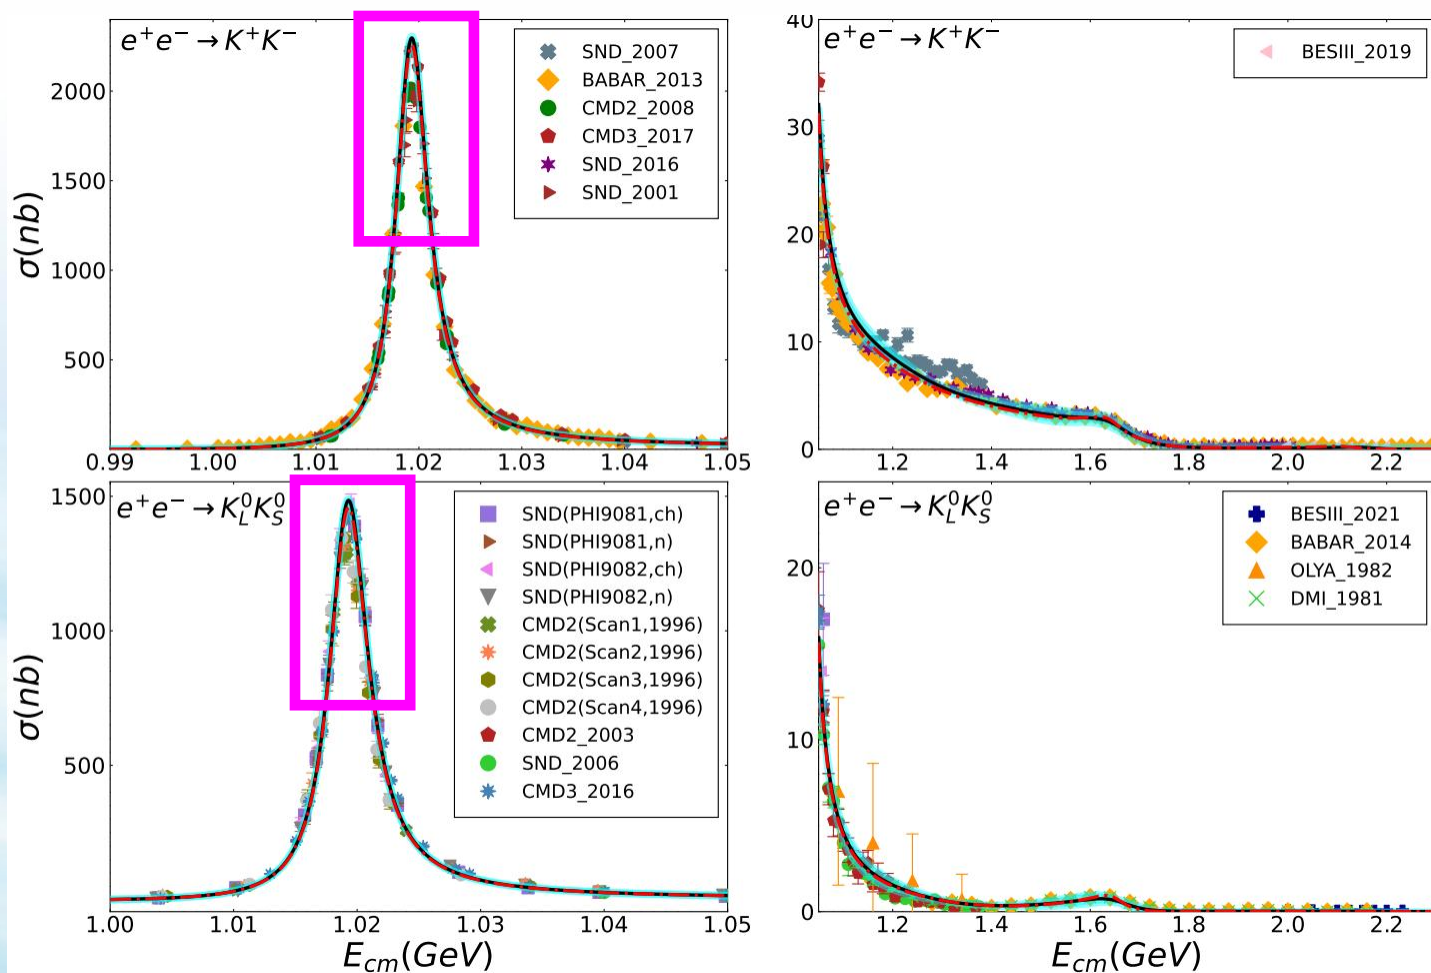 e⁺e⁻ → K⁺K⁻
SND_2007
BABAR_2013
CMD2_2008
CMD3_2017
SND_2016
SND_2001
2000
1500
1000
500
σ(nb)
0.99 1.00 1.01 1.02 1.03 1.04 1.05
e⁺e⁻ → K⁺K⁻
BESIII_2019
40
30
20
10
0
1.2 1.4 1.6 1.8 2.0 2.2
e⁺e⁻ → K⁰_L K⁰_S
SND(PHI9081,ch)
SND(PHI9081,n)
SND(PHI9082,ch)
SND(PHI9082,n)
CMD2(Scan1,1996)
CMD2(Scan2,1996)
CMD2(Scan3,1996)
CMD2(Scan4,1996)
CMD2_2003
SND_2006
CMD3_2016
1500
1000
500
σ(nb)
1.00 1.01 1.02 1.03 1.04 1.05
E_cm(GeV)
e⁺e⁻ → K⁰_L K⁰_S
BESIII_2021
BABAR_2014
OLYA_1982
DMI_1981
20
10
0
1.2 1.4 1.6 1.8 2.0 2.2
E_cm(GeV)